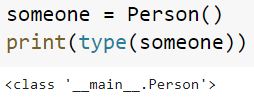 someone = Person()
print(type(someone))
<class '__main__.Person'>